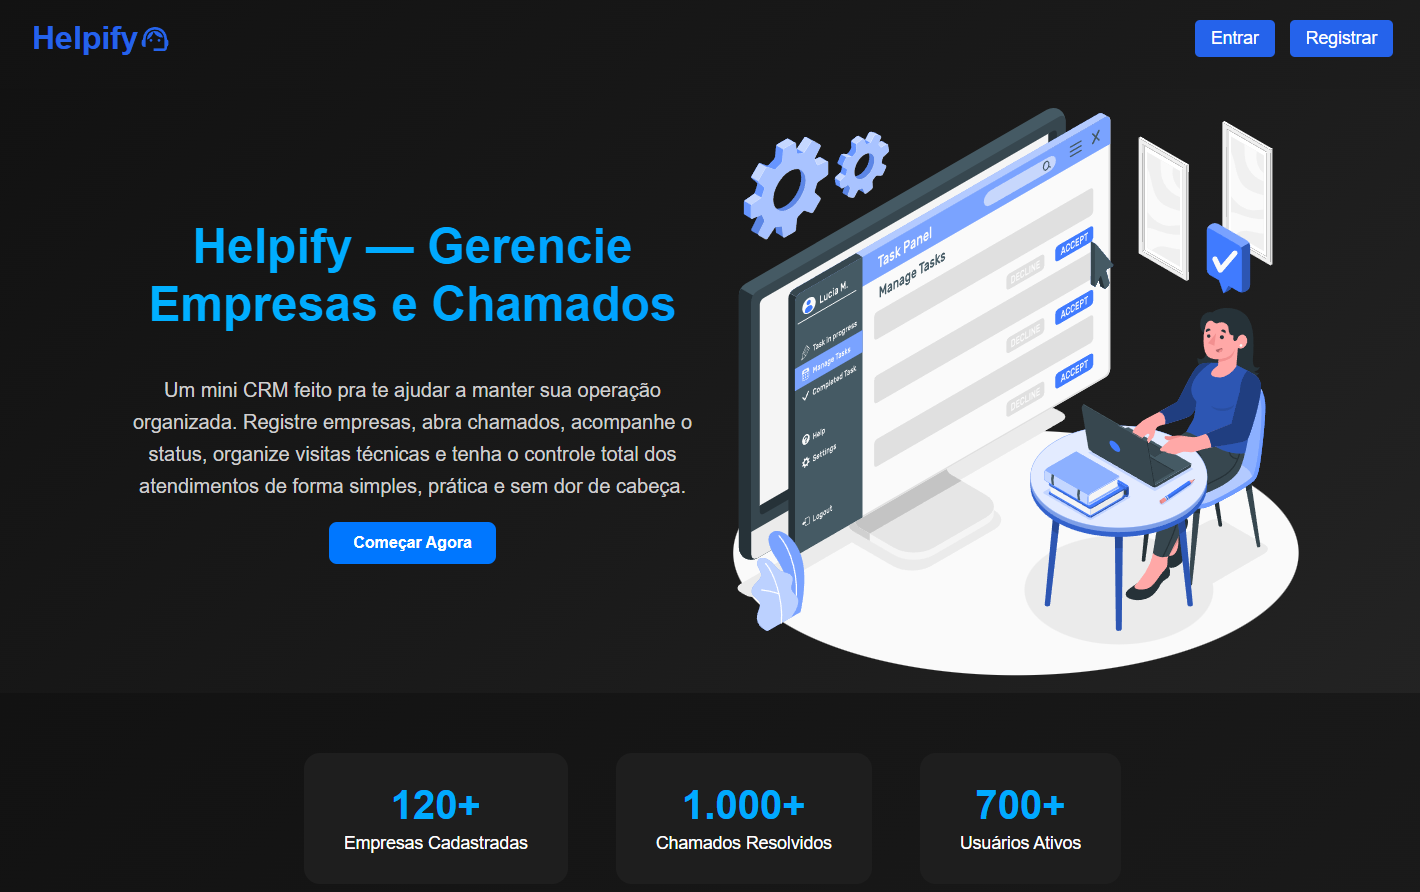 Helpify
Entrar
Registrar
Helpify — Gerencie
Empresas e Chamados
Um mini CRM feito pra te ajudar a manter sua operação
organizada. Registre empresas, abra chamados, acompanhe o
status, organize visitas técnicas e tenha o controle total dos
atendimentos de forma simples, prática e sem dor de cabeça.
Começar Agora
Task Panel
Manage Tasks
DECLINE
ACCEPT
DECLINE
ACCEPT
DECLINE
ACCEPT
Lucia M.
Task in progress
Manage Tasks
Completed Task
Help
Settings
Logout
120+
Empresas Cadastradas
1.000+
Chamados Resolvidos
700+
Usuários Ativos